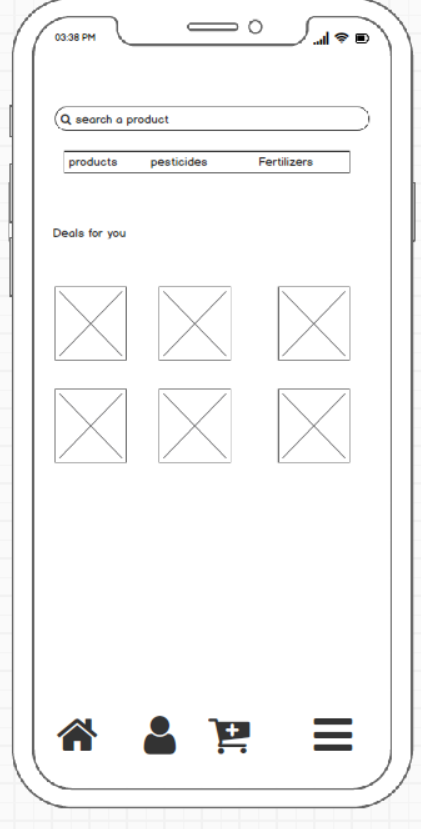 03:38 PM
search a product
products pesticides Fertilizers
Deals for you